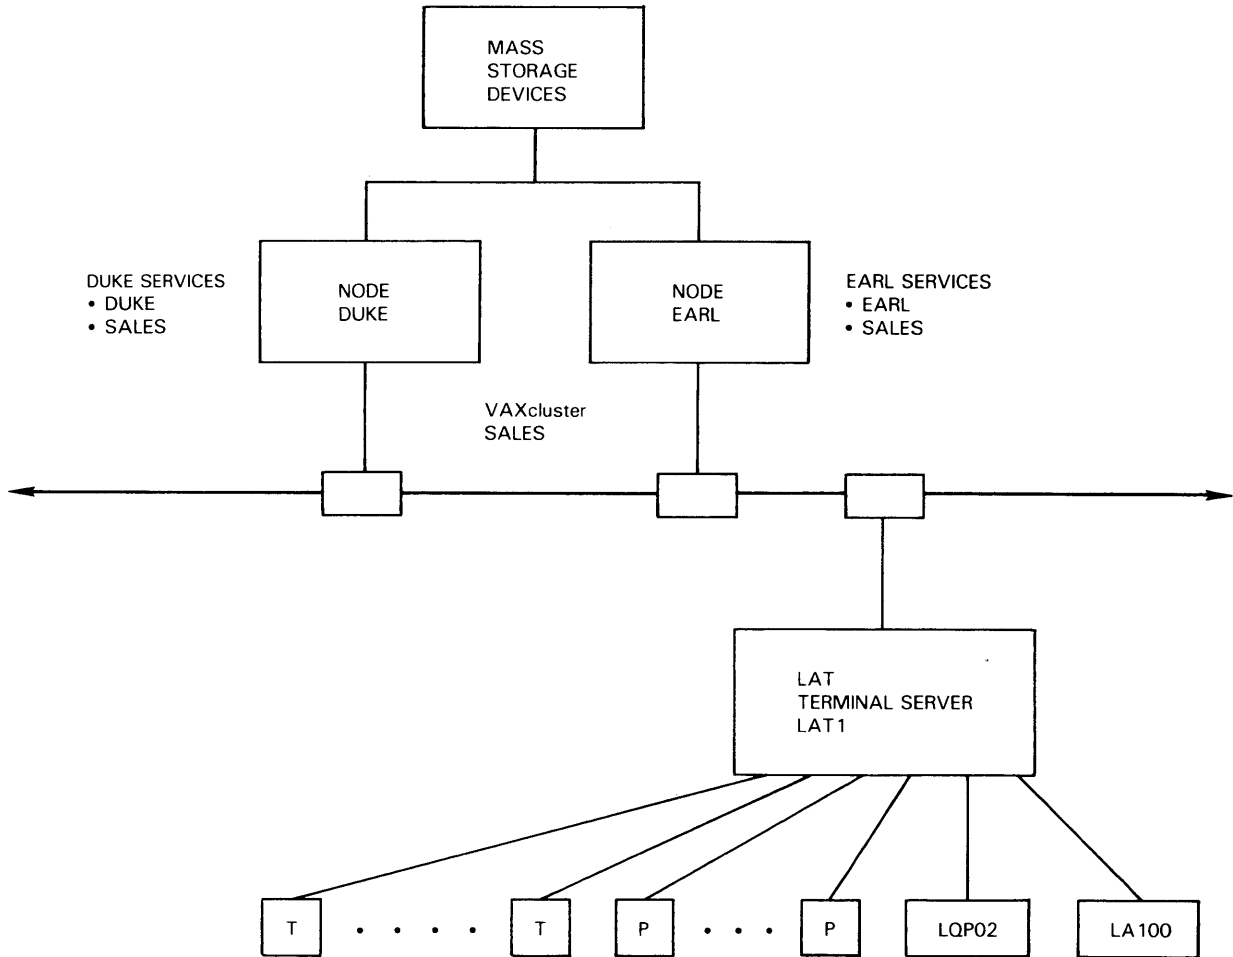 MASS
STORAGE
DEVICES
DUKE SERVICES
• DUKE
• SALES
NODE
DUKE
NODE
EARL
EARL SERVICES
• EARL
• SALES
VAXcluster
SALES
LAT
TERMINAL SERVER
LAT1
T . . . . T P . . . P LQP02 LA100